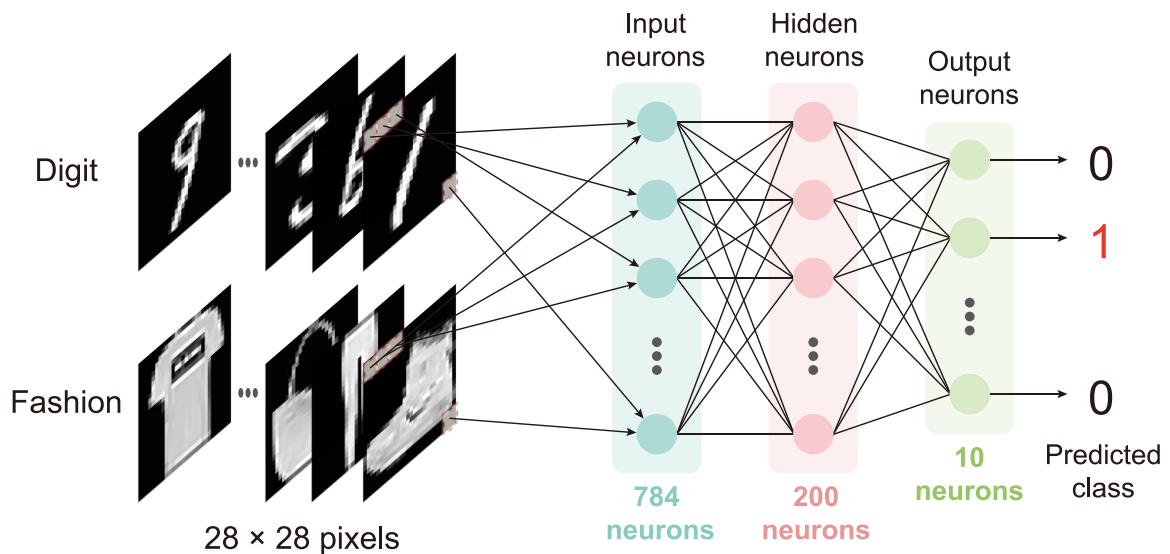 Input
neurons
Hidden
neurons
Output
neurons
Digit
Fashion
28 × 28 pixels
0
1
0
784
neurons
200
neurons
10
neurons
Predicted
class